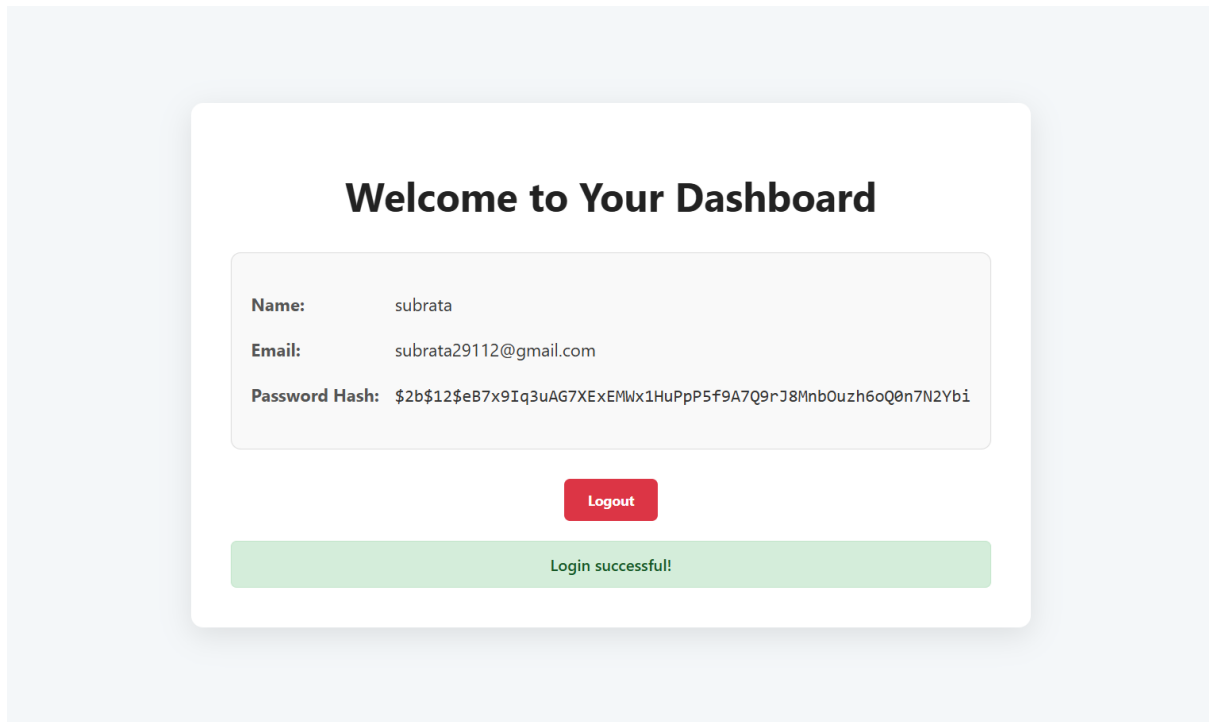 Welcome to Your Dashboard
Name: subrata
Email: subrata29112@gmail.com
Password Hash: $2b$12$eB7x9Iq3uAG7XExEMWx1HuPpP5f9A7Q9rJ8MnbOuzh6oQ0n7N2Ybi
Logout
Login successful!